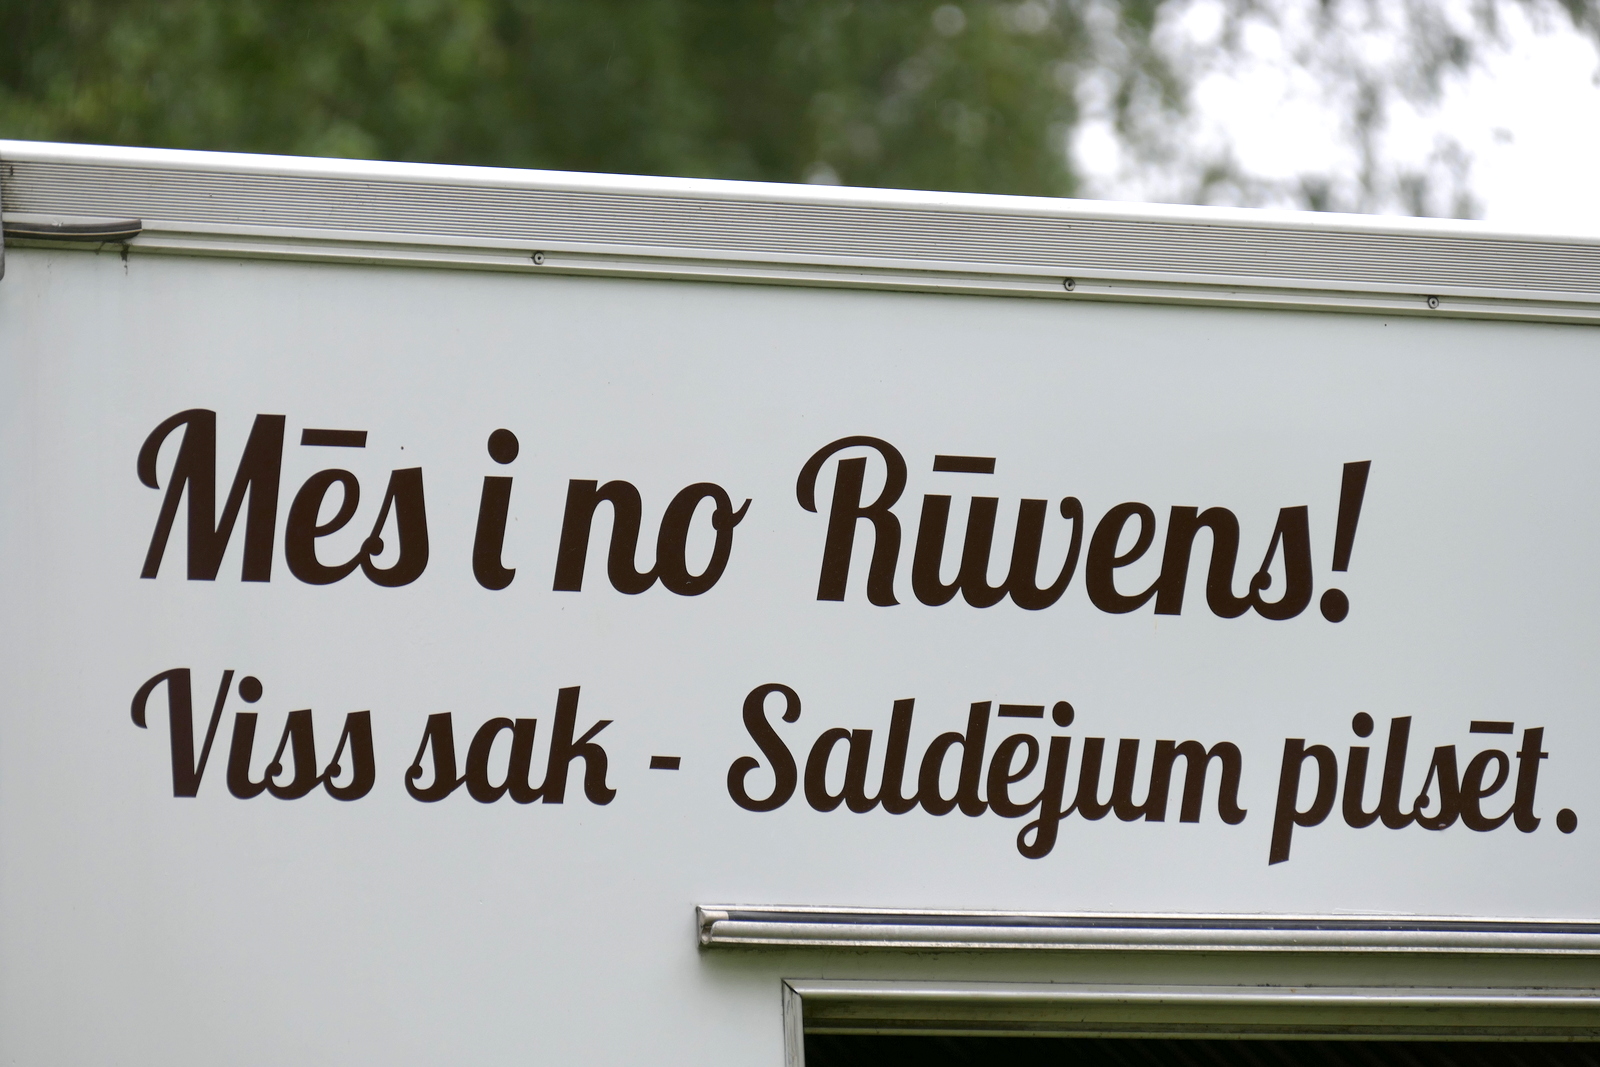 Mēs i no Rūvens!
Viss sak - Saldējum pilsēt.